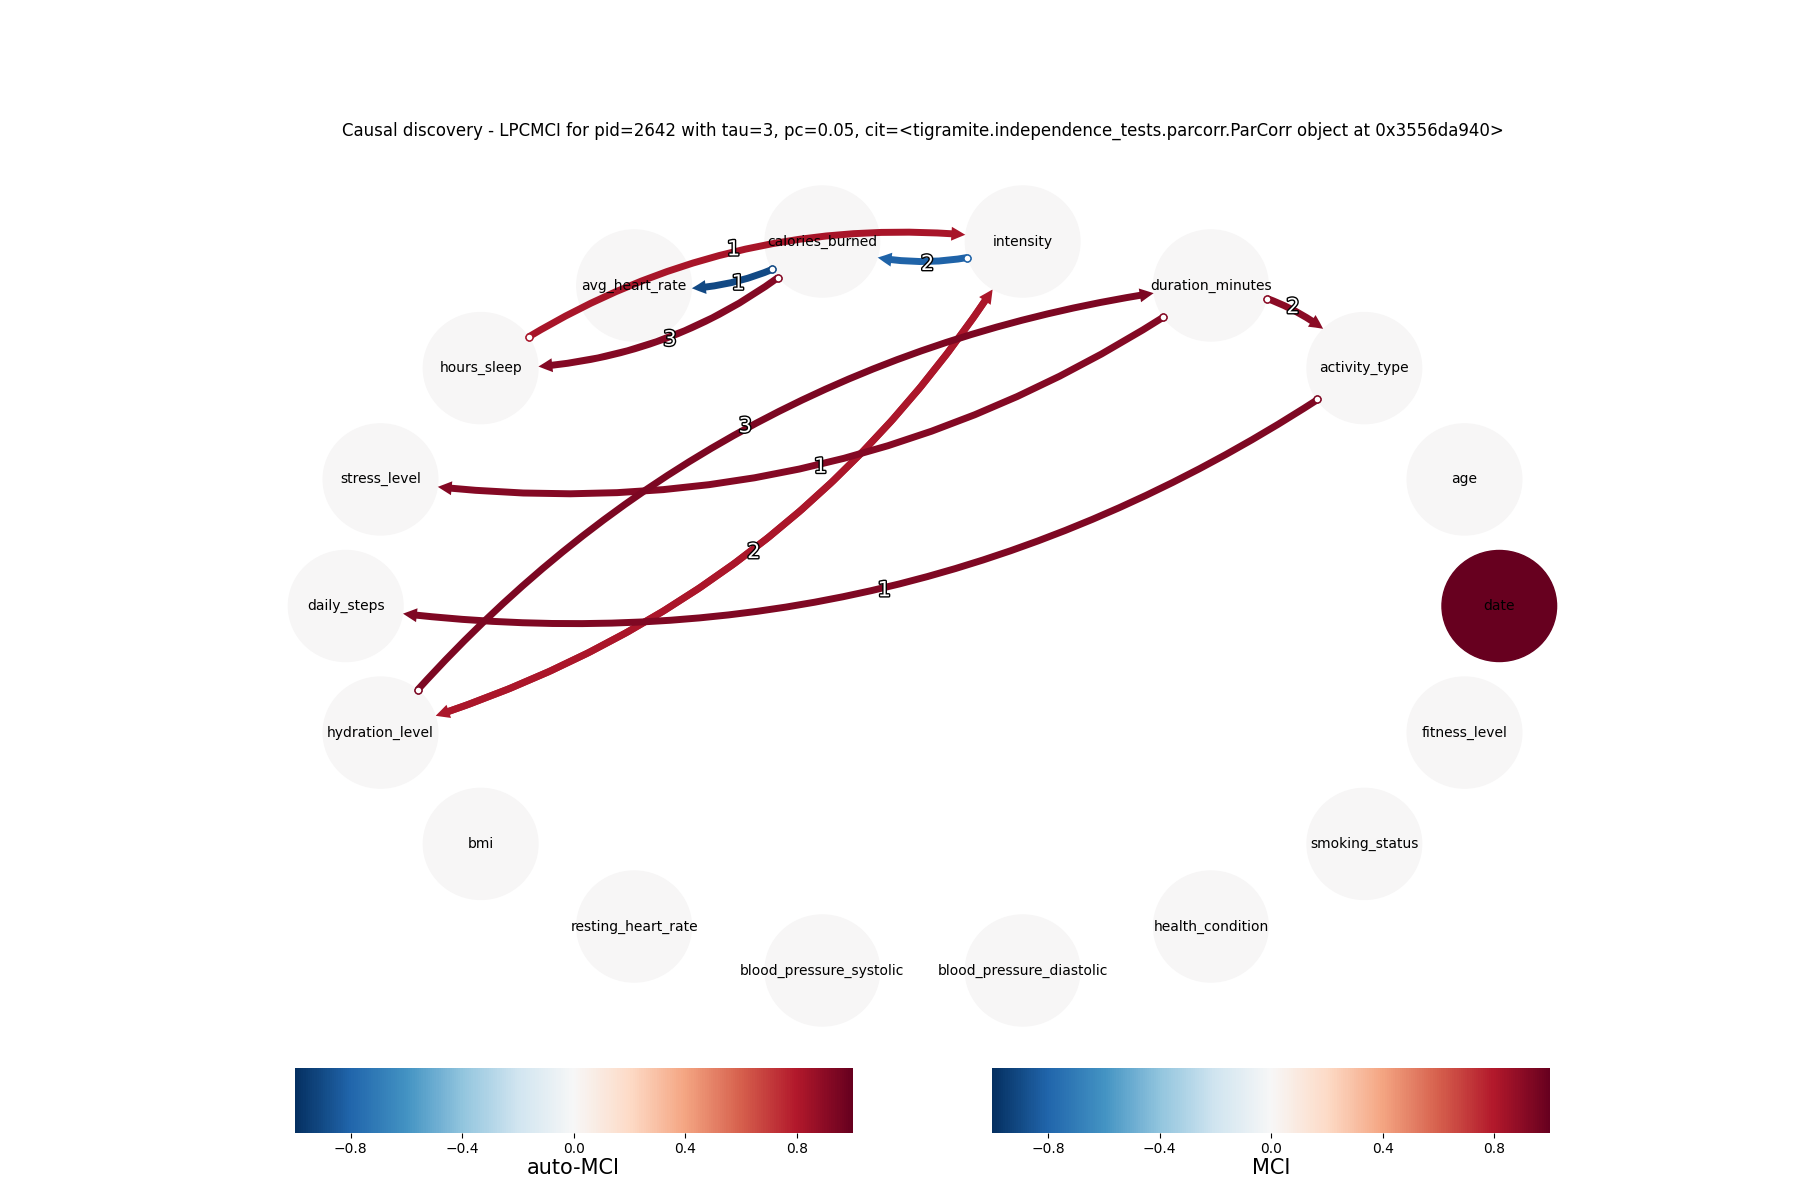 Causal discovery - LPCMCI for pid=2642 with tau=3, pc=0.05, cit=<tigramite.independence_tests.parcorr.ParCorr object at 0x3556da940>
calories_burned
intensity
1
2
avg_heart_rate
1
duration_minutes
2
3
hours_sleep
activity_type
3
1
stress_level
age
2
1
daily_steps
date
hydration_level
fitness_level
bmi
smoking_status
resting_heart_rate
health_condition
blood_pressure_systolic
blood_pressure_diastolic
−0.8 −0.4 0.0 0.4 0.8
auto-MCI
−0.8 −0.4 0.0 0.4 0.8
MCI